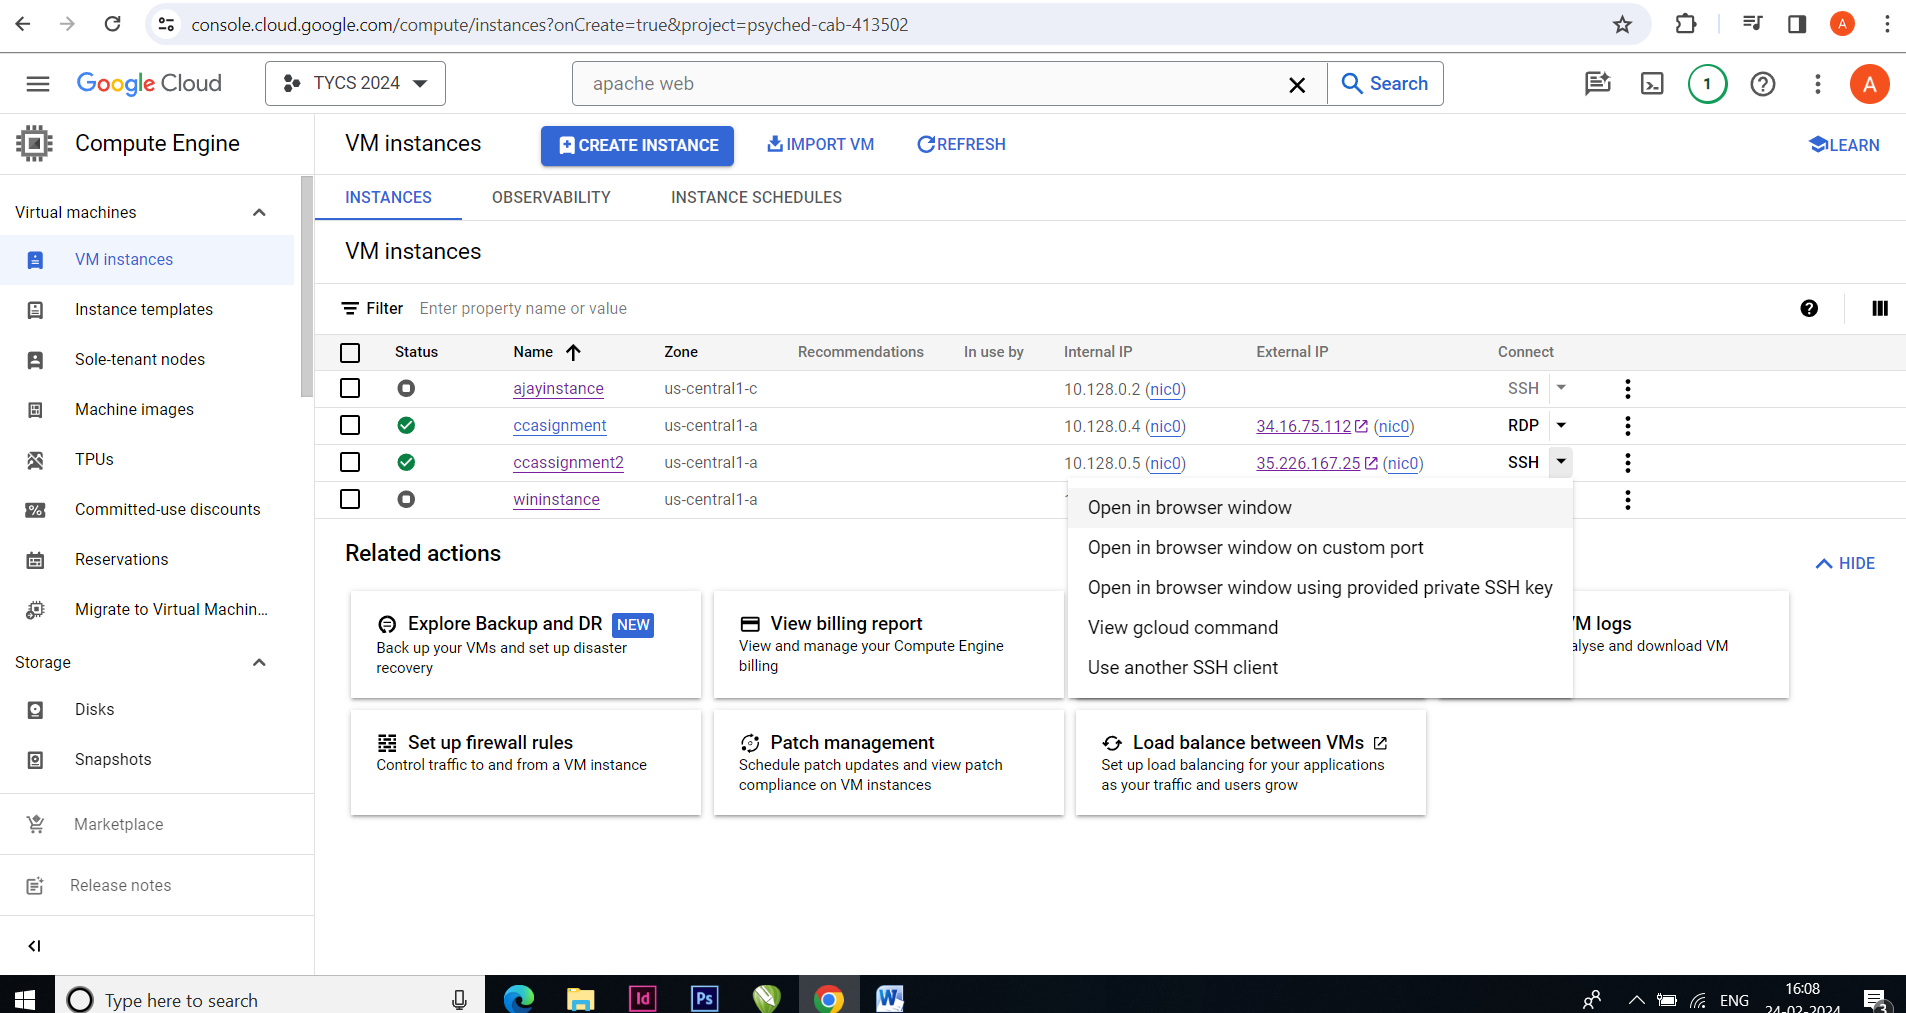 console.cloud.google.com/compute/instances?onCreate=true&project=psyched-cab-413502
A
Google Cloud
TYCS 2024
apache web
Search
1
A
Compute Engine
VM instances
CREATE INSTANCE
IMPORT VM
REFRESH
LEARN
Virtual machines
VM instances
Instance templates
Sole-tenant nodes
Machine images
TPUs
Committed-use discounts
Reservations
Migrate to Virtual Machin...
Storage
Disks
Snapshots
Marketplace
Release notes
INSTANCES OBSERVABILITY INSTANCE SCHEDULES
VM instances
Filter Enter property name or value
Status Name Zone Recommendations In use by Internal IP External IP Connect
ajayinstance us-central1-c 10.128.0.2 (nic0) SSH
ccasignment us-central1-a 10.128.0.4 (nic0) 34.16.75.112 (nic0) RDP
ccassignment2 us-central1-a 10.128.0.5 (nic0) 35.226.167.25 (nic0) SSH
wininstance us-central1-a
Open in browser window
Open in browser window on custom port
Open in browser window using provided private SSH key
View gcloud command
Use another SSH client
Related actions
HIDE
Explore Backup and DR NEW
Back up your VMs and set up disaster
recovery
View billing report
View and manage your Compute Engine
billing
VM logs
alyse and download VM
Set up firewall rules
Control traffic to and from a VM instance
Patch management
Schedule patch updates and view patch
compliance on VM instances
Load balance between VMs
Set up load balancing for your applications
as your traffic and users grow
Type here to search
Id
Ps
W
ENG
16:08
24-02-2024
3